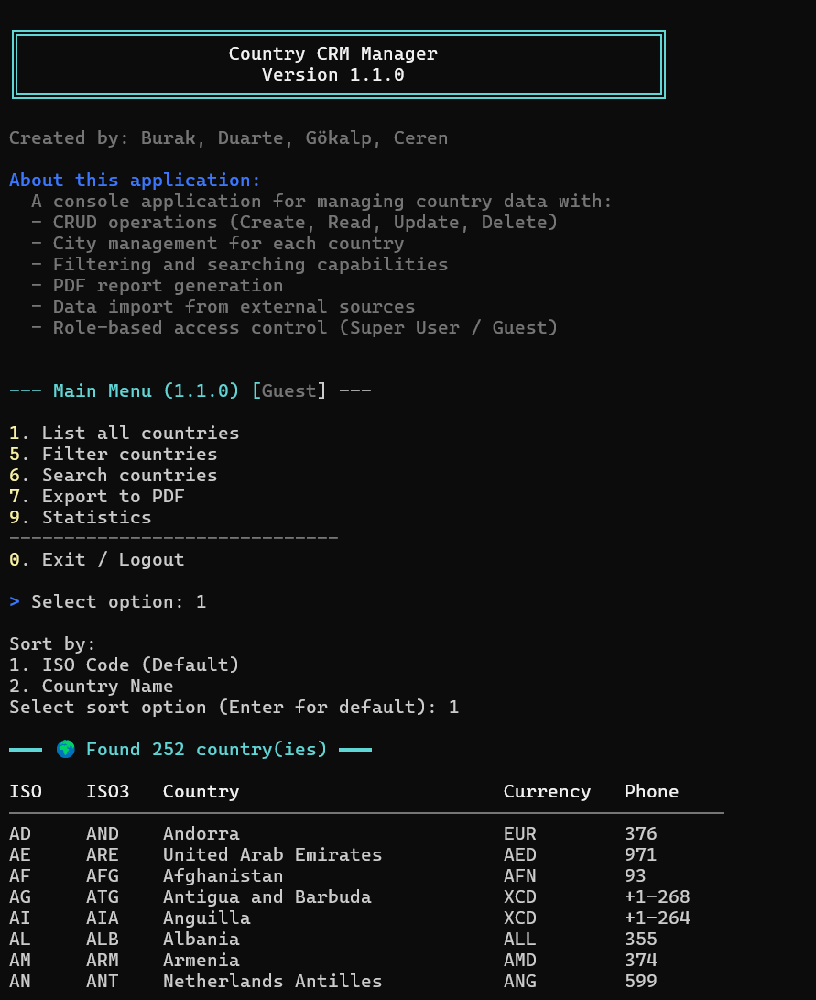 Country CRM Manager
Version 1.1.0
Created by: Burak, Duarte, Gökalp, Ceren
About this application:
A console application for managing country data with:
- CRUD operations (Create, Read, Update, Delete)
- City management for each country
- Filtering and searching capabilities
- PDF report generation
- Data import from external sources
- Role-based access control (Super User / Guest)
--- Main Menu (1.1.0) [Guest] ---
1. List all countries
5. Filter countries
6. Search countries
7. Export to PDF
9. Statistics
------------------------------
0. Exit / Logout
> Select option: 1
Sort by:
1. ISO Code (Default)
2. Country Name
Select sort option (Enter for default): 1
━━━ 🌍 Found 252 country(ies) ━━━
ISO ISO3 Country Currency Phone
AD AND Andorra EUR 376
AE ARE United Arab Emirates AED 971
AF AFG Afghanistan AFN 93
AG ATG Antigua and Barbuda XCD +1-268
AI AIA Anguilla XCD +1-264
AL ALB Albania ALL 355
AM ARM Armenia AMD 374
AN ANT Netherlands Antilles ANG 599